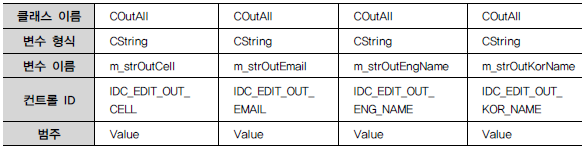 클래스 이름 COutAll COutAll COutAll COutAll
변수 형식 CString CString CString CString
변수 이름 m_strOutCell m_strOutEmail m_strOutEngName m_strOutKorName
컨트롤 ID IDC_EDIT_OUT_ IDC_EDIT_OUT_ IDC_EDIT_OUT_ IDC_EDIT_OUT_
CELL EMAIL ENG_NAME KOR_NAME
범주 Value Value Value Value